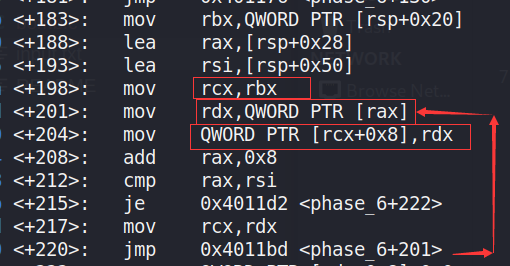 <+181>: jmp 0x401176 <phase_6+130>
<+183>: mov rbx,QWORD PTR [rsp+0x20]
<+188>: lea rax,[rsp+0x28]
<+193>: lea rsi,[rsp+0x50]
<+198>: mov rcx,rbx
<+201>: mov rdx,QWORD PTR [rax]
<+204>: mov QWORD PTR [rcx+0x8],rdx
<+208>: add rax,0x8
<+212>: cmp rax,rsi
<+215>: je 0x4011d2 <phase_6+222>
<+217>: mov rcx,rdx
<+220>: jmp 0x4011bd <phase_6+201>
NETWORK
Browse Net...